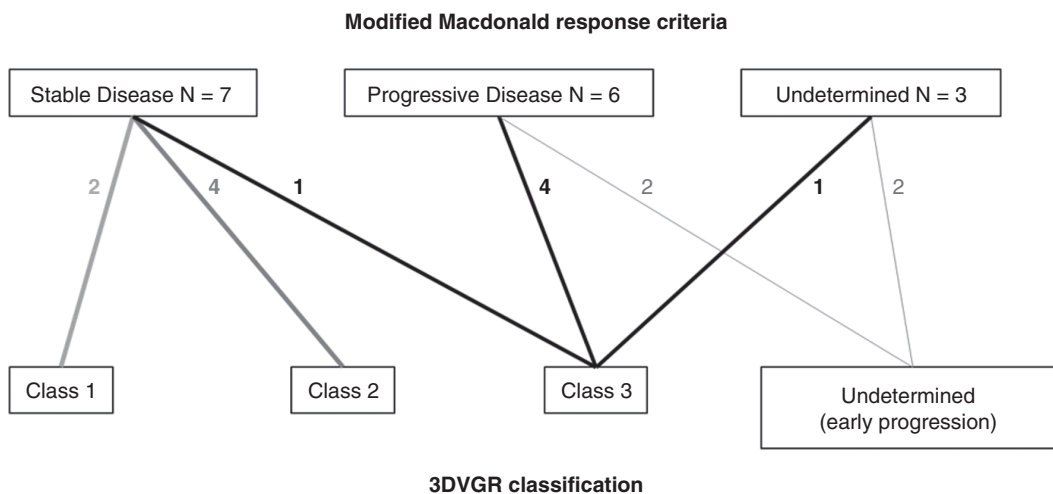 Modified Macdonald response criteria
Stable Disease N = 7
Progressive Disease N = 6
Undetermined N = 3
2
4
1
4
2
1
2
Class 1
Class 2
Class 3
Undetermined
(early progression)
3DVGR classification